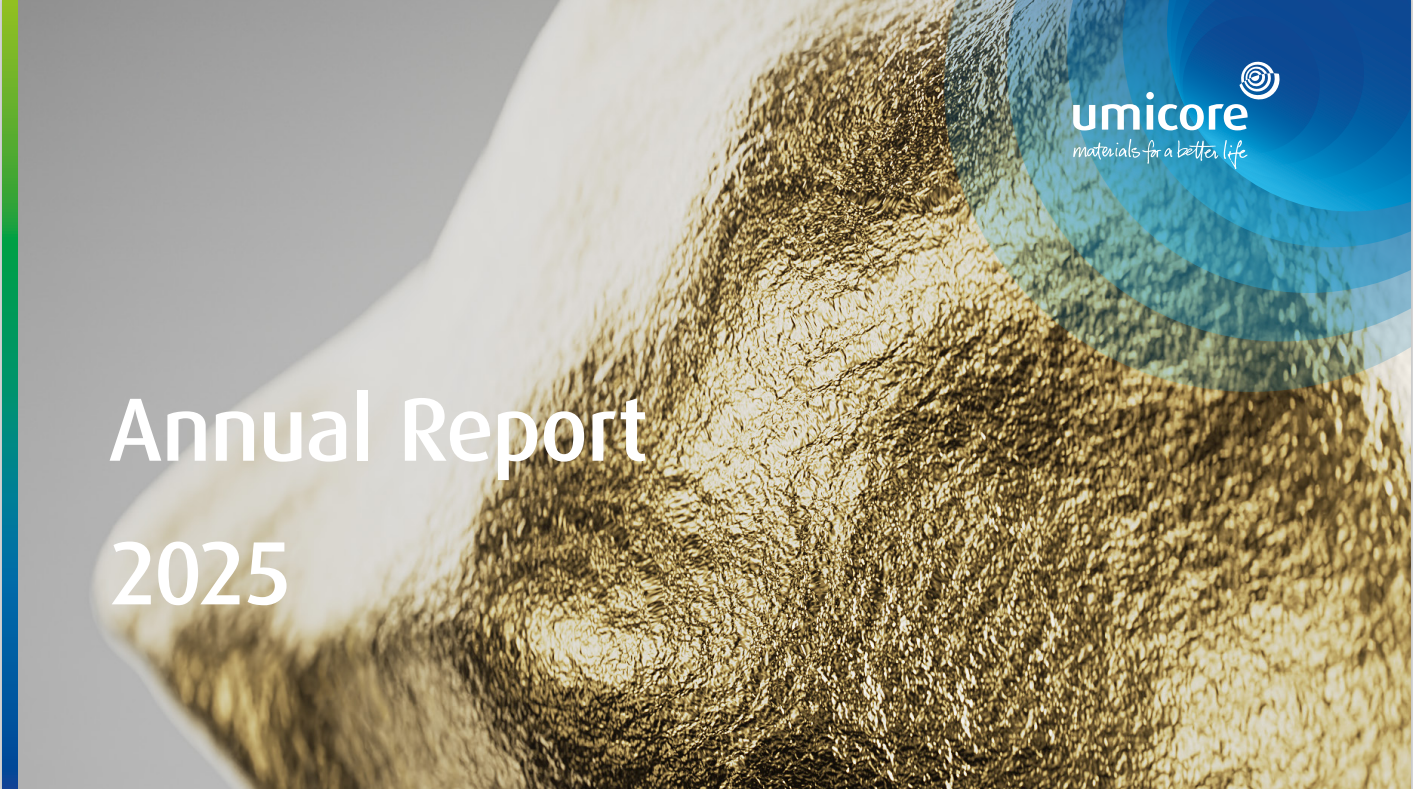 umicore
materials for a better life
Annual Report
2025